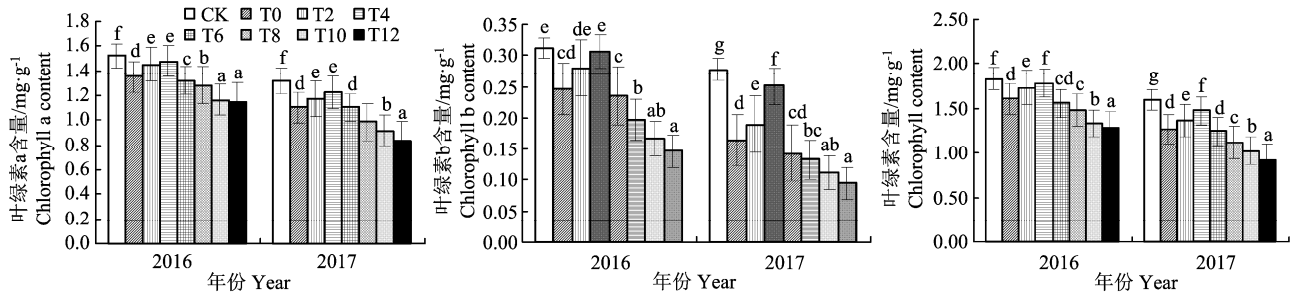 叶绿素a含量/mg·g⁻¹
Chlorophyll a content
1.8
1.6
1.4
1.2
1.0
0.8
0.6
0.4
0.2
0.0
CK T0 T2 T4
T6 T8 T10 T12
f d e e c b a a
f d e e d c b a
2016 2017
年份 Year
叶绿素b含量/mg·g⁻¹
Chlorophyll b content
0.35
0.30
0.25
0.20
0.15
0.10
0.05
0.00
e cd de e c b ab a
g d e f cd bc ab a
2016 2017
年份 Year
叶绿素含量/mg·g⁻¹
Chlorophyll content
2.50
2.00
1.50
1.00
0.50
0.00
f d e f cd c b a
g d e f d c b a
2016 2017
年份 Year